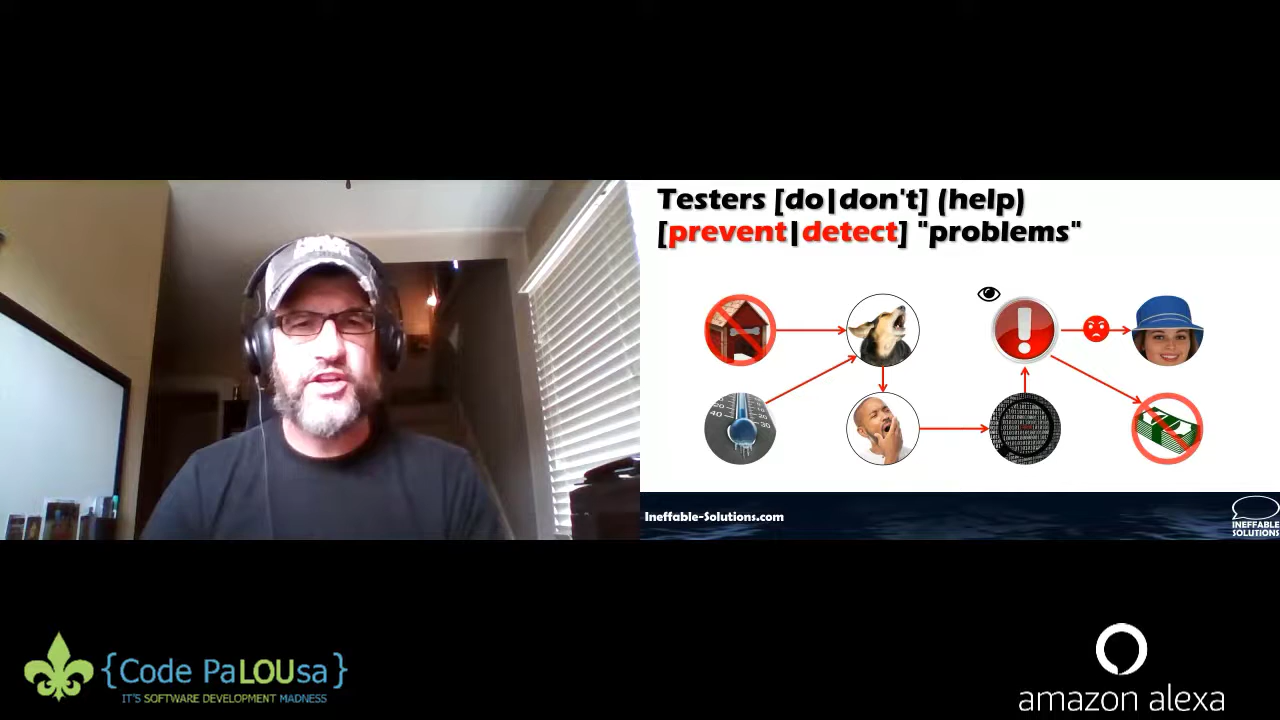 Testers [do|don't] (help)
[prevent|detect] "problems"
Ineffable-Solutions.com
INEFFABLE
SOLUTIONS
{Code PaLOUsa}
IT'S SOFTWARE DEVELOPMENT MADNESS
amazon alexa